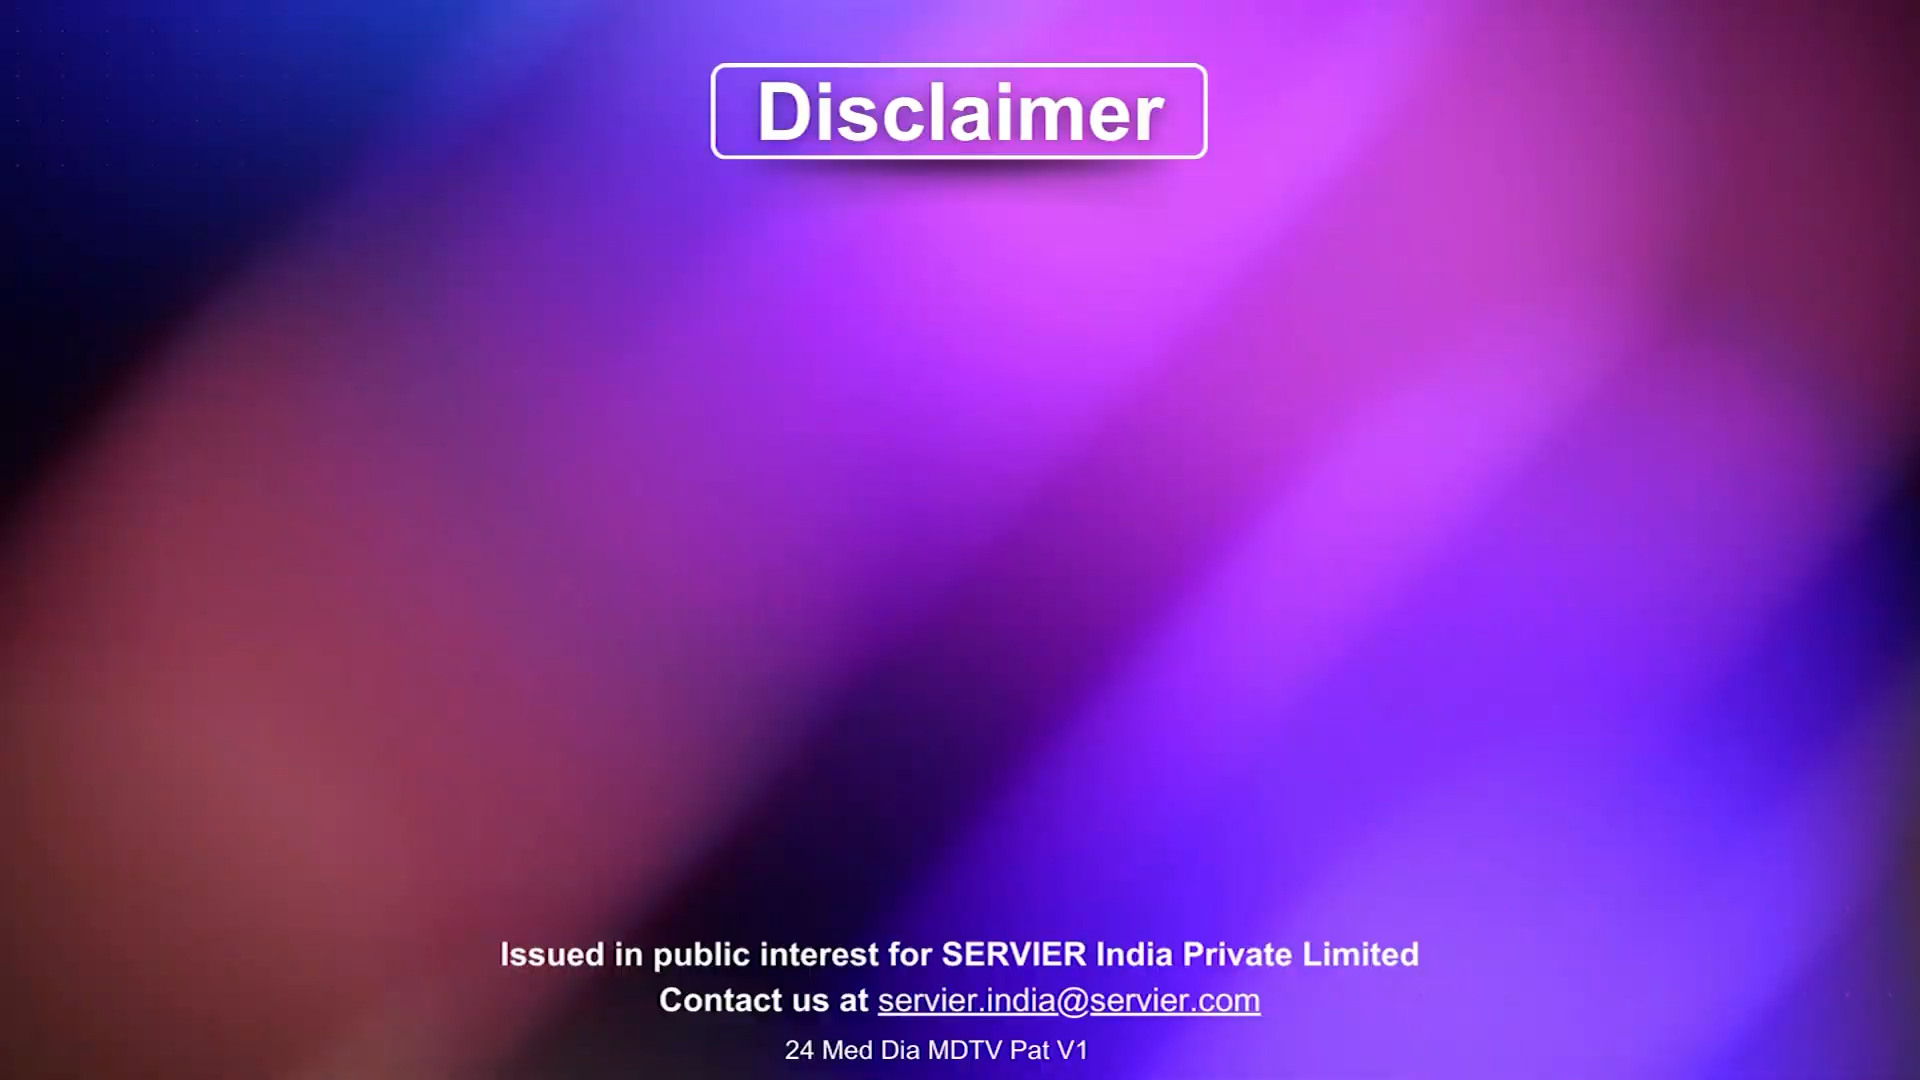 Disclaimer
Issued in public interest for SERVIER India Private Limited
Contact us at servier.india@servier.com
24 Med Dia MDTV Pat V1